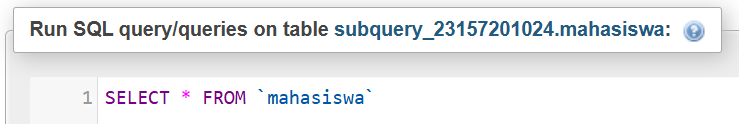 Run SQL query/queries on table subquery_23157201024.mahasiswa:
1 SELECT * FROM `mahasiswa`